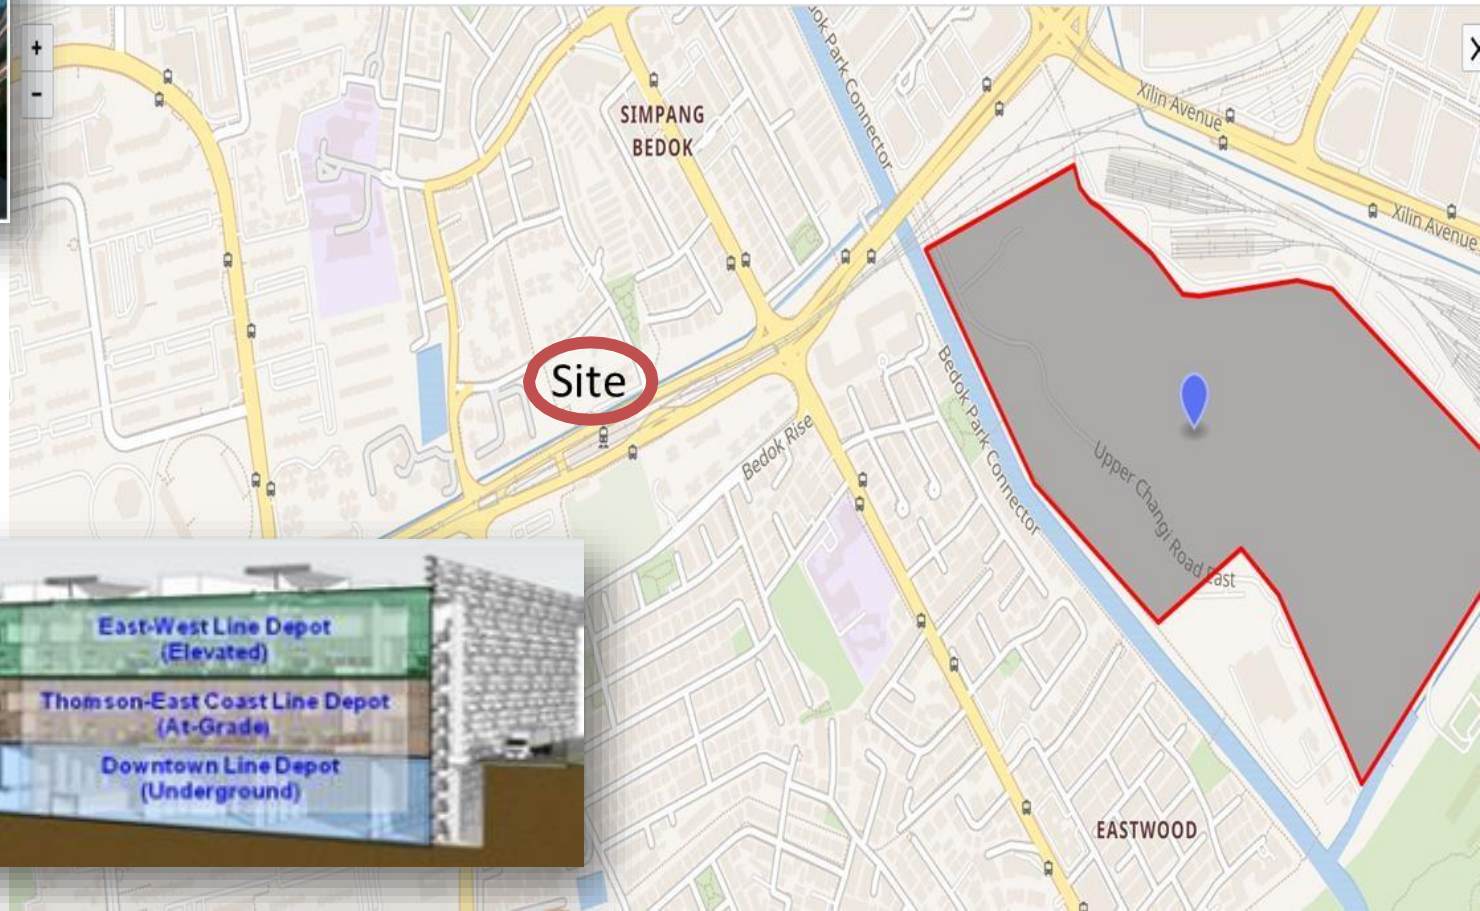 +
-
X
SIMPANG
BEDOK
ok Park Connector
Xilin Avenue
Xilin Avenue
Site
Bedok Rise
Bedok Park Connector
Upper Changi Road East
EASTWOOD
East-West Line Depot
(Elevated)
Thomson-East Coast Line Depot
(At-Grade)
Downtown Line Depot
(Underground)